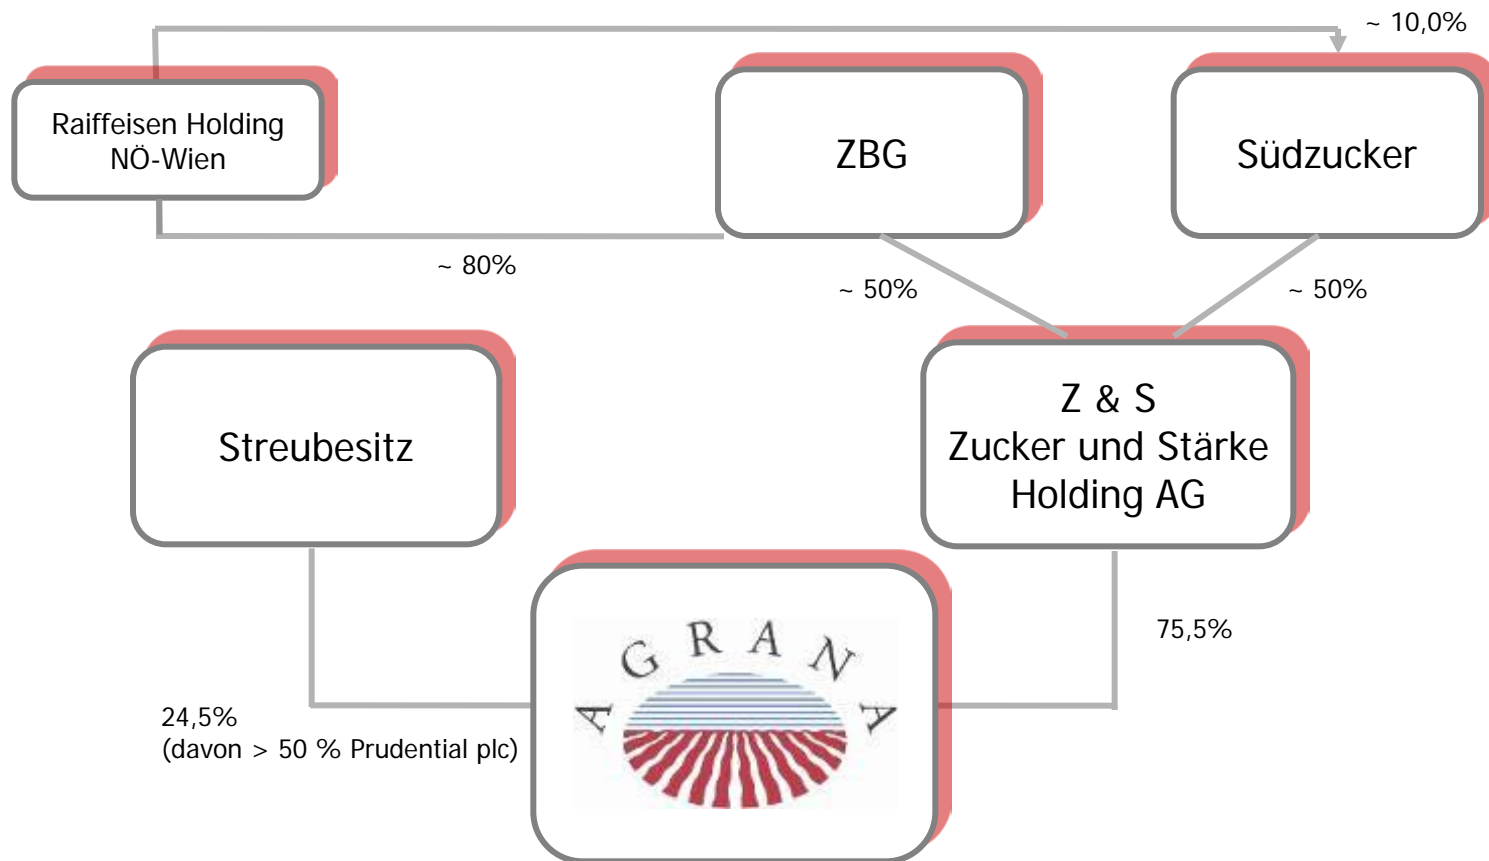 ~ 10,0%
Raiffeisen Holding
NÖ-Wien
ZBG
Südzucker
~ 80%
~ 50%
~ 50%
Streubesitz
Z & S
Zucker und Stärke
Holding AG
AGRANA
75,5%
24,5%
(davon > 50 % Prudential plc)